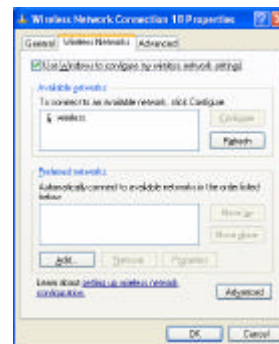 Wireless Network Connection 10 Properties
General
Wireless Networks
Advanced
Use Windows to configure my wireless network settings
Available networks
To connect to an available network, click Configure.
wireless
Configure
Refresh
Preferred networks
Automatically connect to available networks in the order listed
below:
Move up
Move down
Add...
Remove
Properties
Learn about setting up wireless network
configuration.
Advanced
OK
Cancel